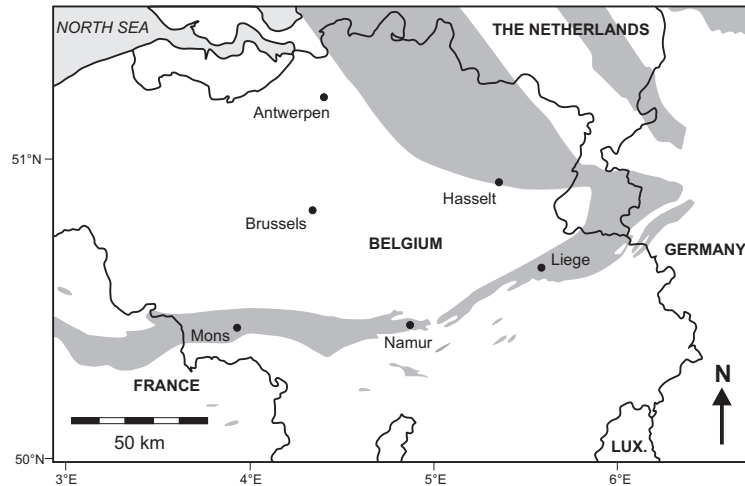 NORTH SEA
THE NETHERLANDS
Antwerpen
51°N
Hasselt
Brussels
BELGIUM
GERMANY
Liege
Mons
Namur
FRANCE
N
50 km
LUX.
50°N
3°E
4°E
5°E
6°E